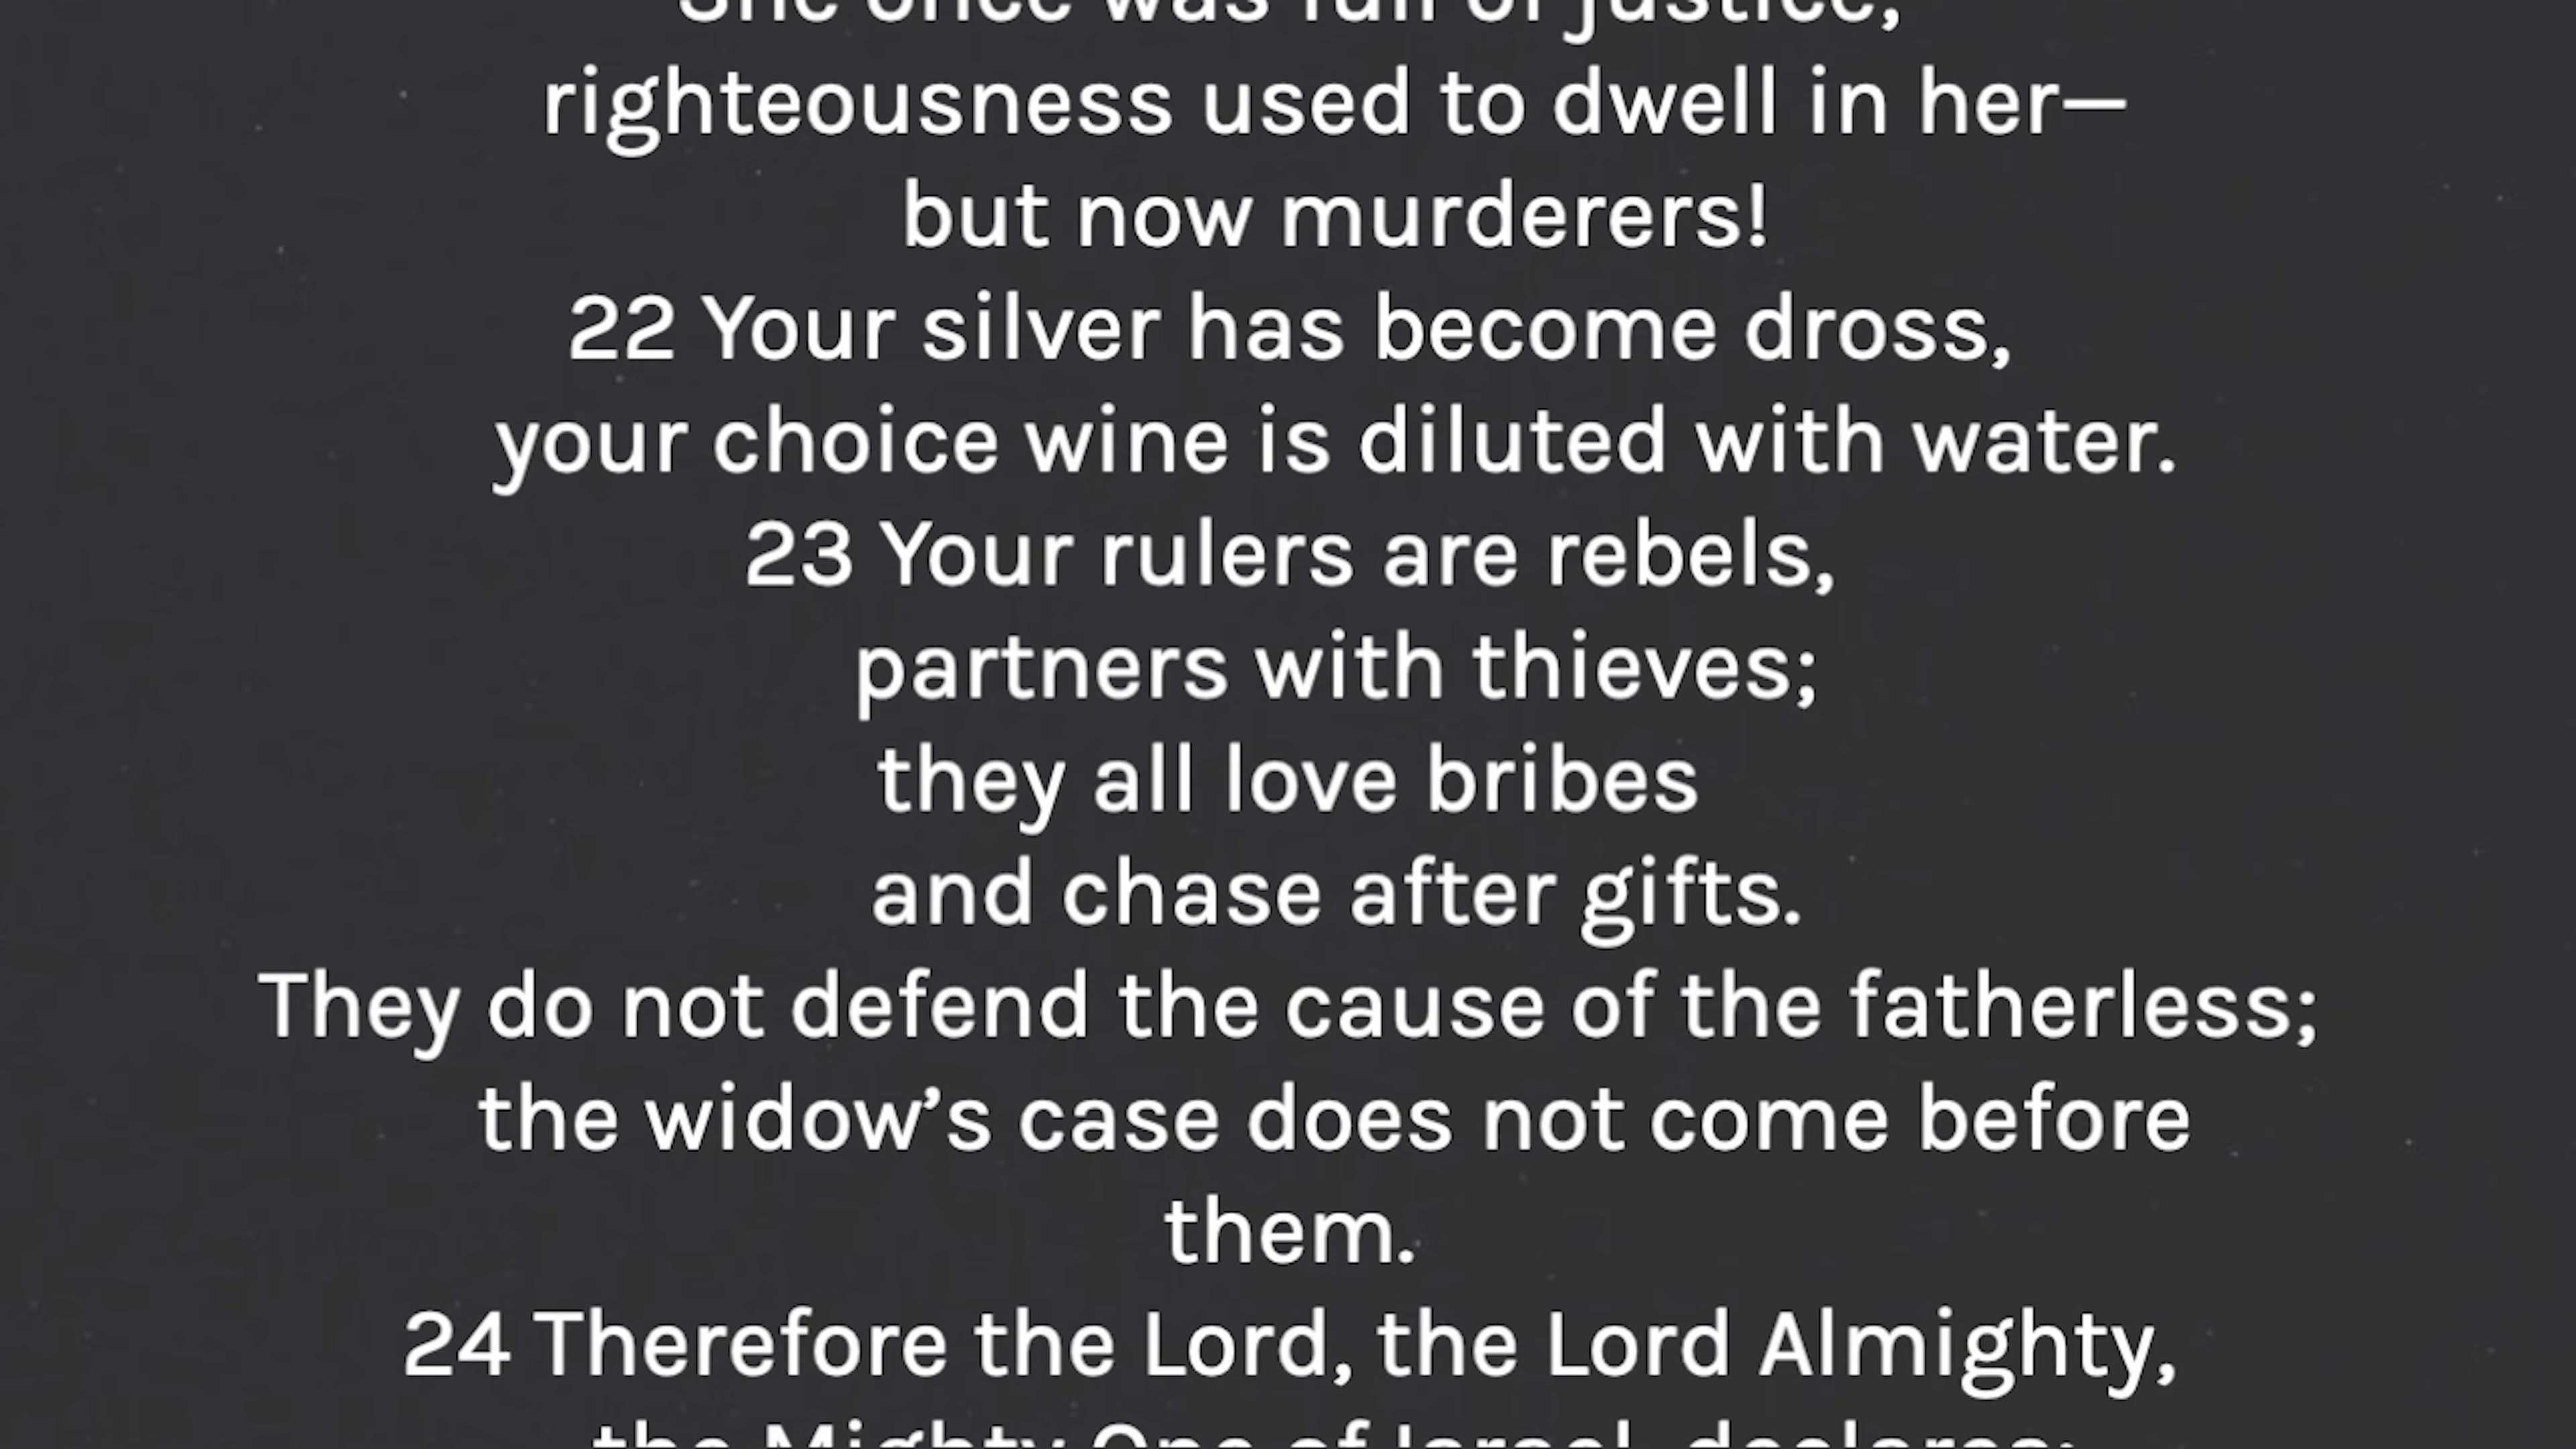 She once was full of justice,
righteousness used to dwell in her—
but now murderers!
22 Your silver has become dross,
your choice wine is diluted with water.
23 Your rulers are rebels,
partners with thieves;
they all love bribes
and chase after gifts.
They do not defend the cause of the fatherless;
the widow’s case does not come before
them.
24 Therefore the Lord, the Lord Almighty,
the Mighty One of Israel, declares: